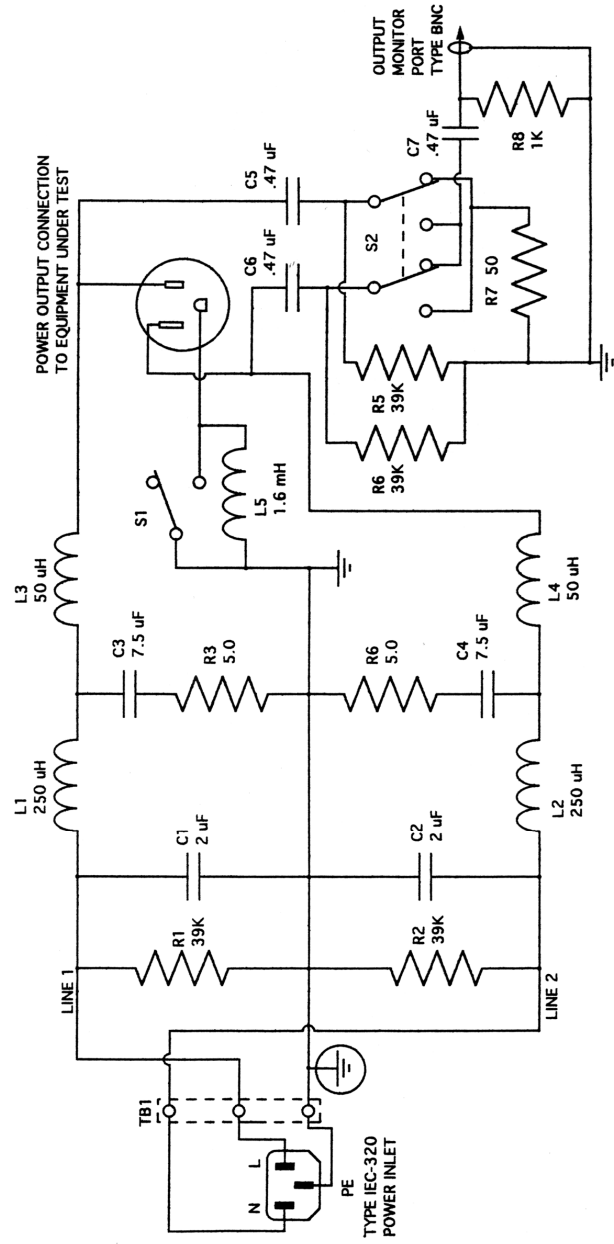 POWER OUTPUT CONNECTION
TO EQUIPMENT UNDER TEST
OUTPUT
MONITOR
PORT
TYPE BNC
L1
250 uH
L3
50 uH
S1
L5
1.6 mH
C5
.47 uF
C6
.47 uF
S2
C7
.47 uF
R8
1K
R7 50
R5
39K
R6
39K
LINE 1
R1
39K
C1
2 uF
C3
7.5 uF
R3
5.0
R6
5.0
C4
7.5 uF
R2
39K
C2
2 uF
LINE 2
L2
250 uH
L4
50 uH
TB1
N
L
PE
TYPE IEC-320
POWER INLET